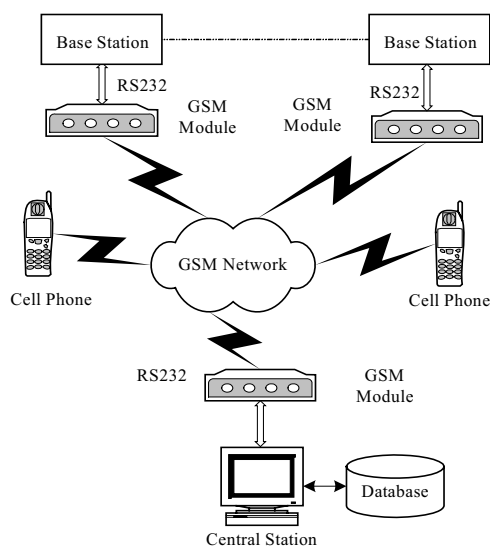 Base Station
Base Station
RS232
GSM
Module
GSM
Module
RS232
GSM Network
Cell Phone
Cell Phone
RS232
GSM
Module
Database
Central Station